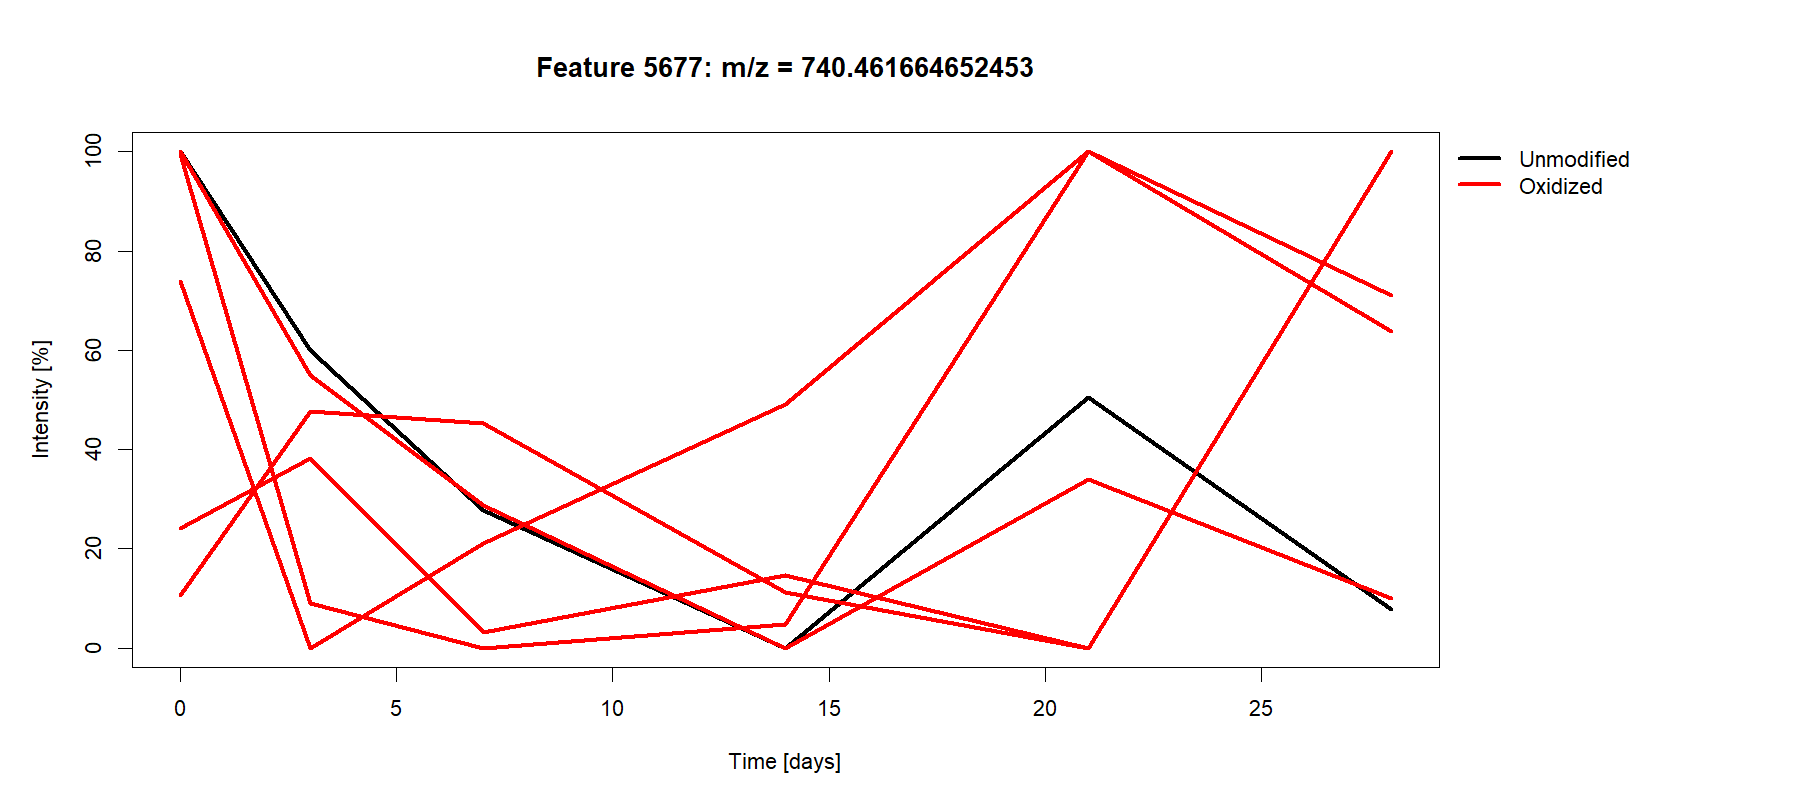 Feature 5677: m/z = 740.461664652453
Unmodified
Oxidized
Intensity [%]
100
80
60
40
20
0
0 5 10 15 20 25
Time [days]